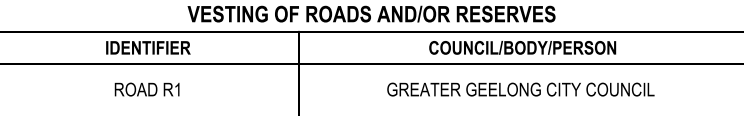 VESTING OF ROADS AND/OR RESERVES
IDENTIFIER COUNCIL/BODY/PERSON
ROAD R1 GREATER GEELONG CITY COUNCIL